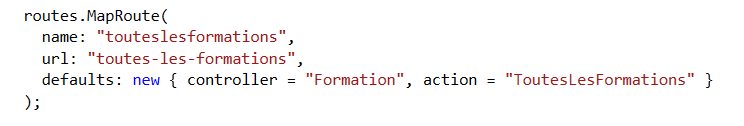 routes.MapRoute(
name: "touteslesformations",
url: "toutes-les-formations",
defaults: new { controller = "Formation", action = "ToutesLesFormations" }
);